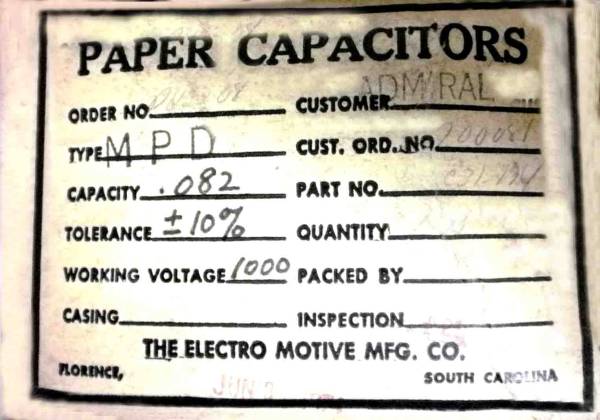 PAPER CAPACITORS
ORDER NO. CUSTOMER ADMIRAL
TYPE MPD CUST. ORD. NO.
CAPACITY .082 PART NO.
TOLERANCE ±10% QUANTITY
WORKING VOLTAGE 1000 PACKED BY
CASING INSPECTION
THE ELECTRO MOTIVE MFG. CO.
FLORENCE, SOUTH CAROLINA
JUN